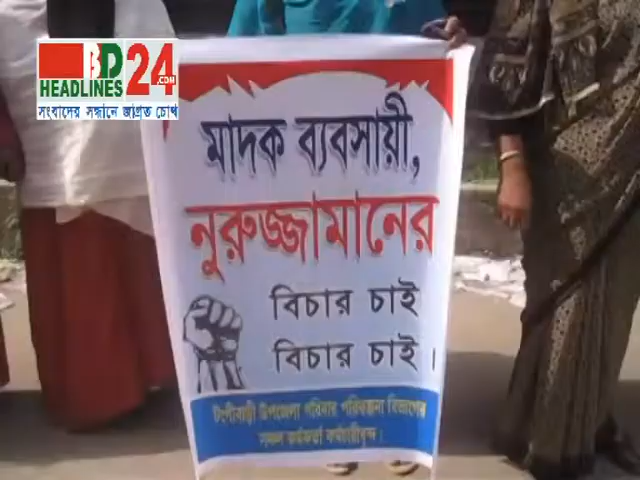 BD
HEADLINES 24.COM
সংবাদের সন্ধানে জাগ্রত চোখ
মাদক ব্যবসায়ী,
নুরুজ্জামানের
বিচার চাই
বিচার চাই ।
টংগীবাড়ী উপজেলা পরিবার পরিকল্পনা বিভাগের
সকল কর্মকর্তা কর্মচারীবৃন্দ ।